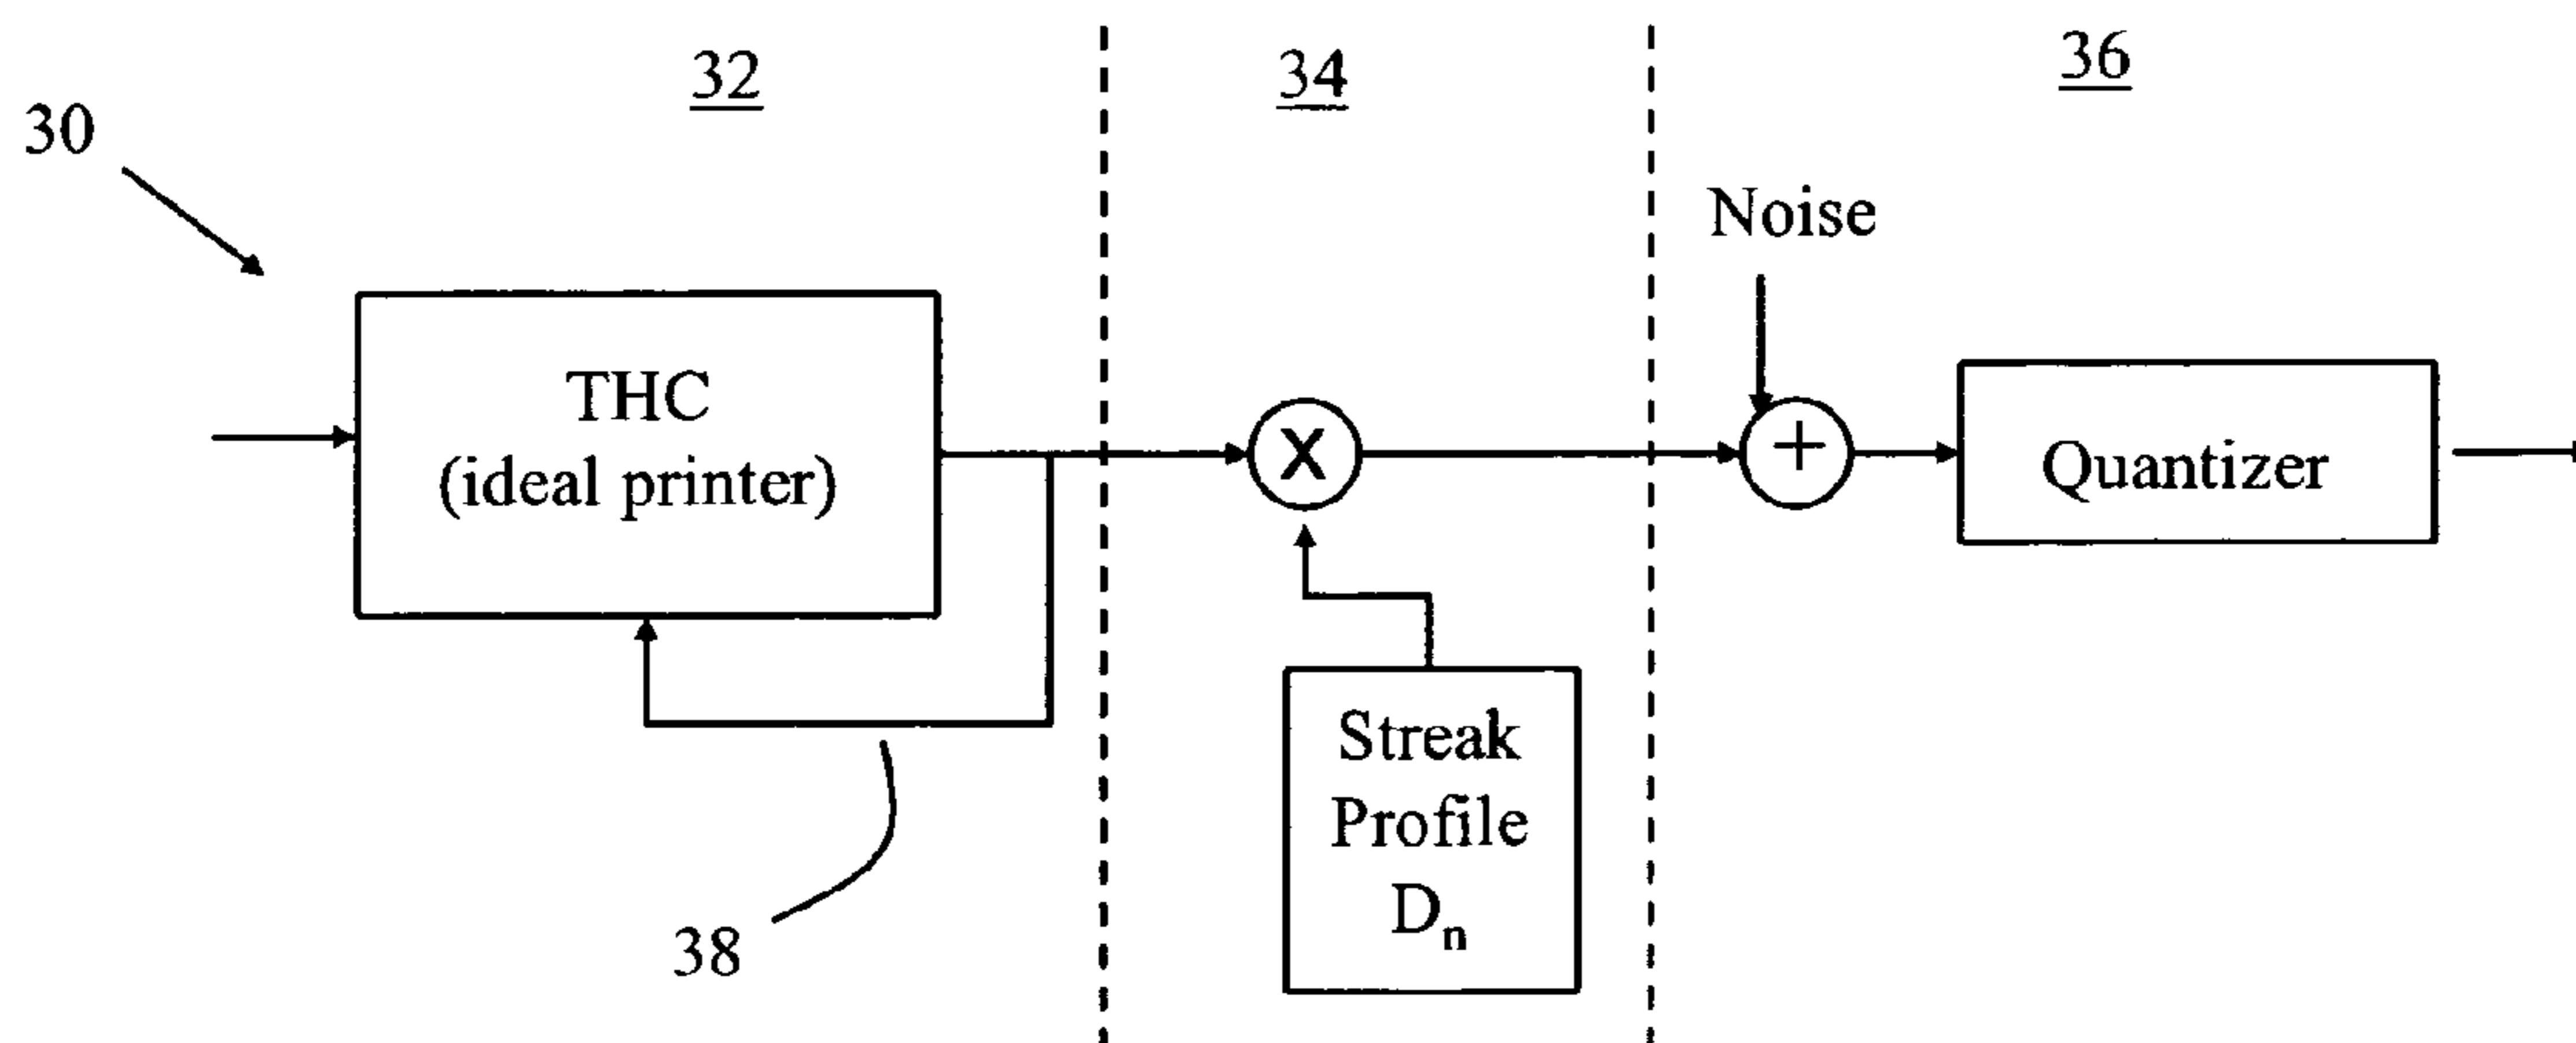 32
34
36
30
Noise
THC
(ideal printer)
X
+
Quantizer
Streak
Profile
Dn
38